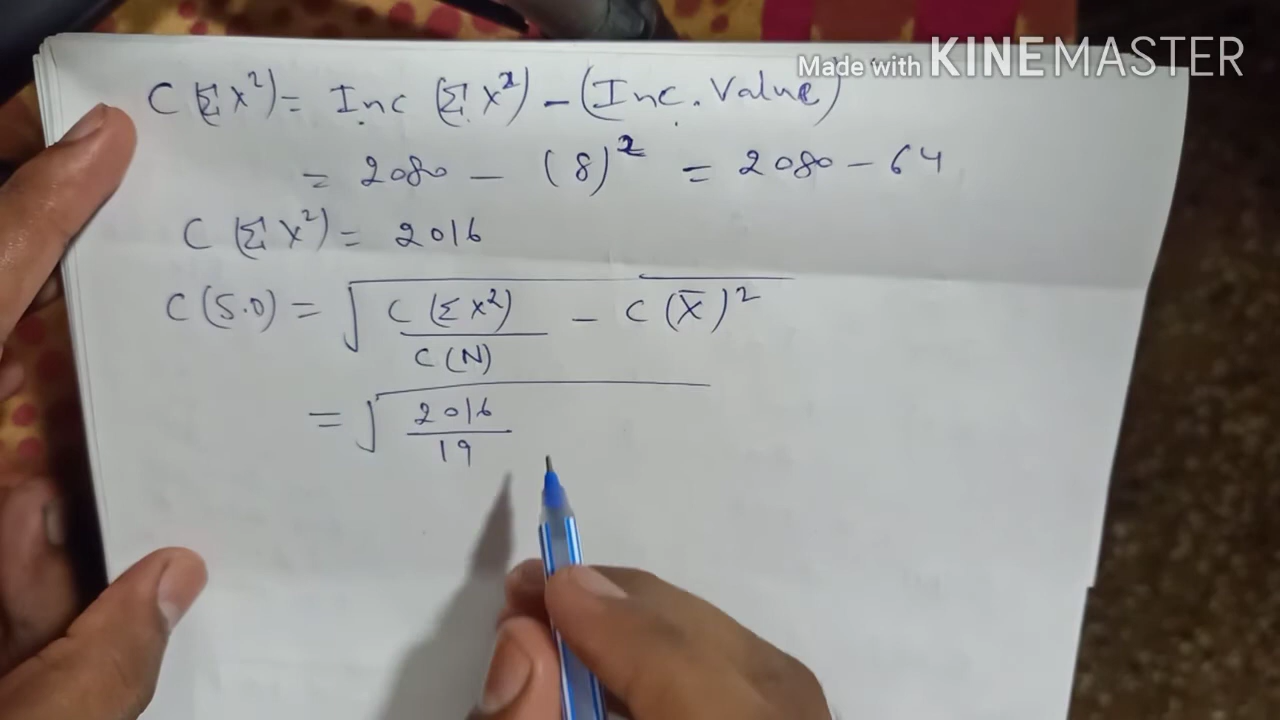 Made with KINEMASTER
C (Σx²) = Inc (Σx²) - (Inc. Value)²
= 2080 - (8)² = 2080 - 64
C (Σx²) = 2016
C (S.D) = √ C (Σx²) / C (N) - C (X̄)²
= √ 2016 / 19